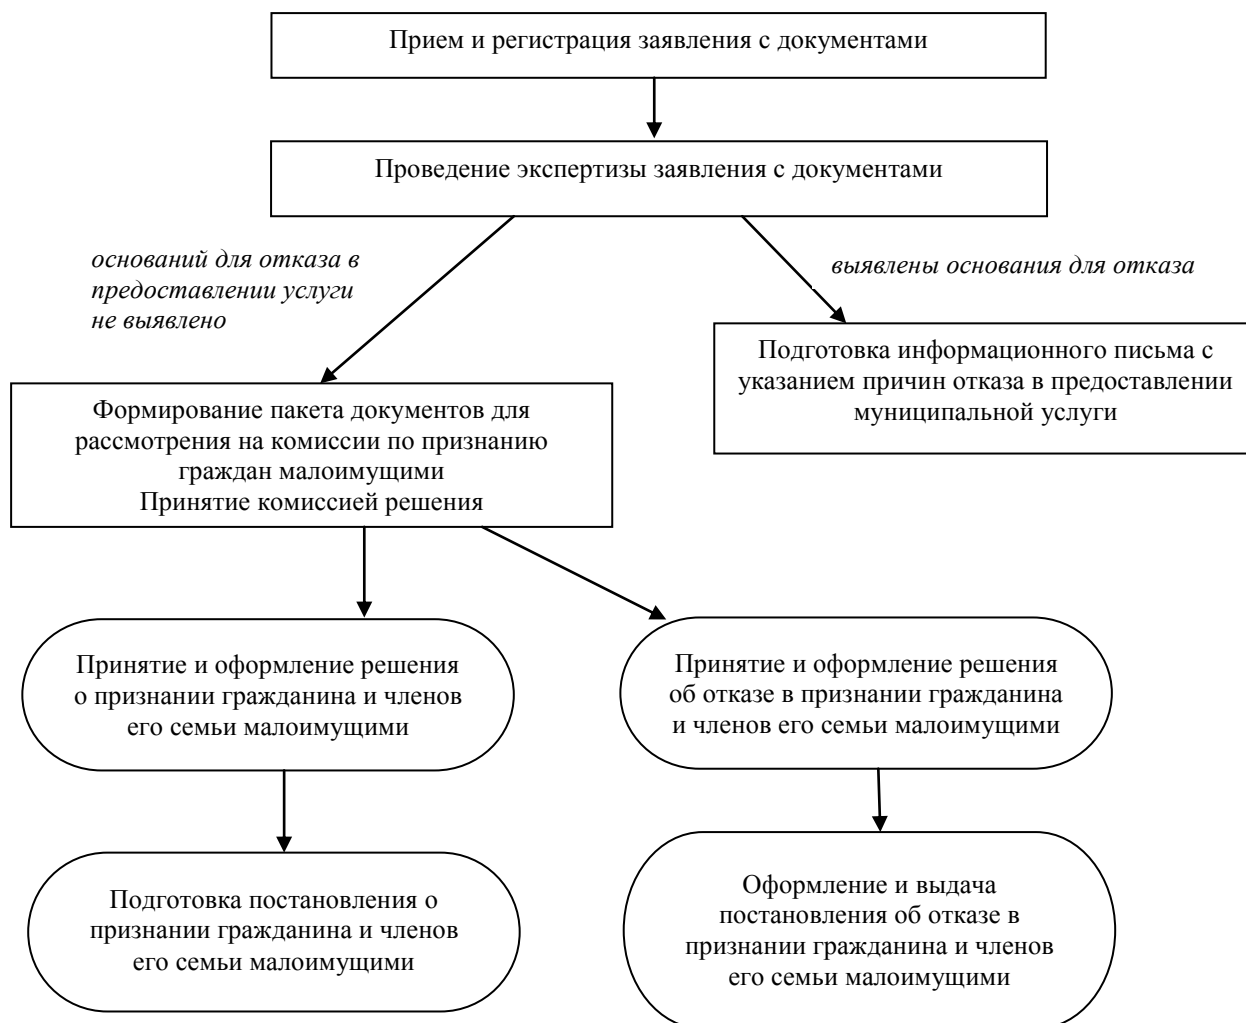 Прием и регистрация заявления с документами
Проведение экспертизы заявления с документами
оснований для отказа в
предоставлении услуги
не выявлено
выявлены основания для отказа
Подготовка информационного письма с
указанием причин отказа в предоставлении
муниципальной услуги
Формирование пакета документов для
рассмотрения на комиссии по признанию
граждан малоимущими
Принятие комиссией решения
Принятие и оформление решения
о признании гражданина и членов
его семьи малоимущими
Принятие и оформление решения
об отказе в признании гражданина
и членов его семьи малоимущими
Подготовка постановления о
признании гражданина и членов
его семьи малоимущими
Оформление и выдача
постановления об отказе в
признании гражданина и членов
его семьи малоимущими